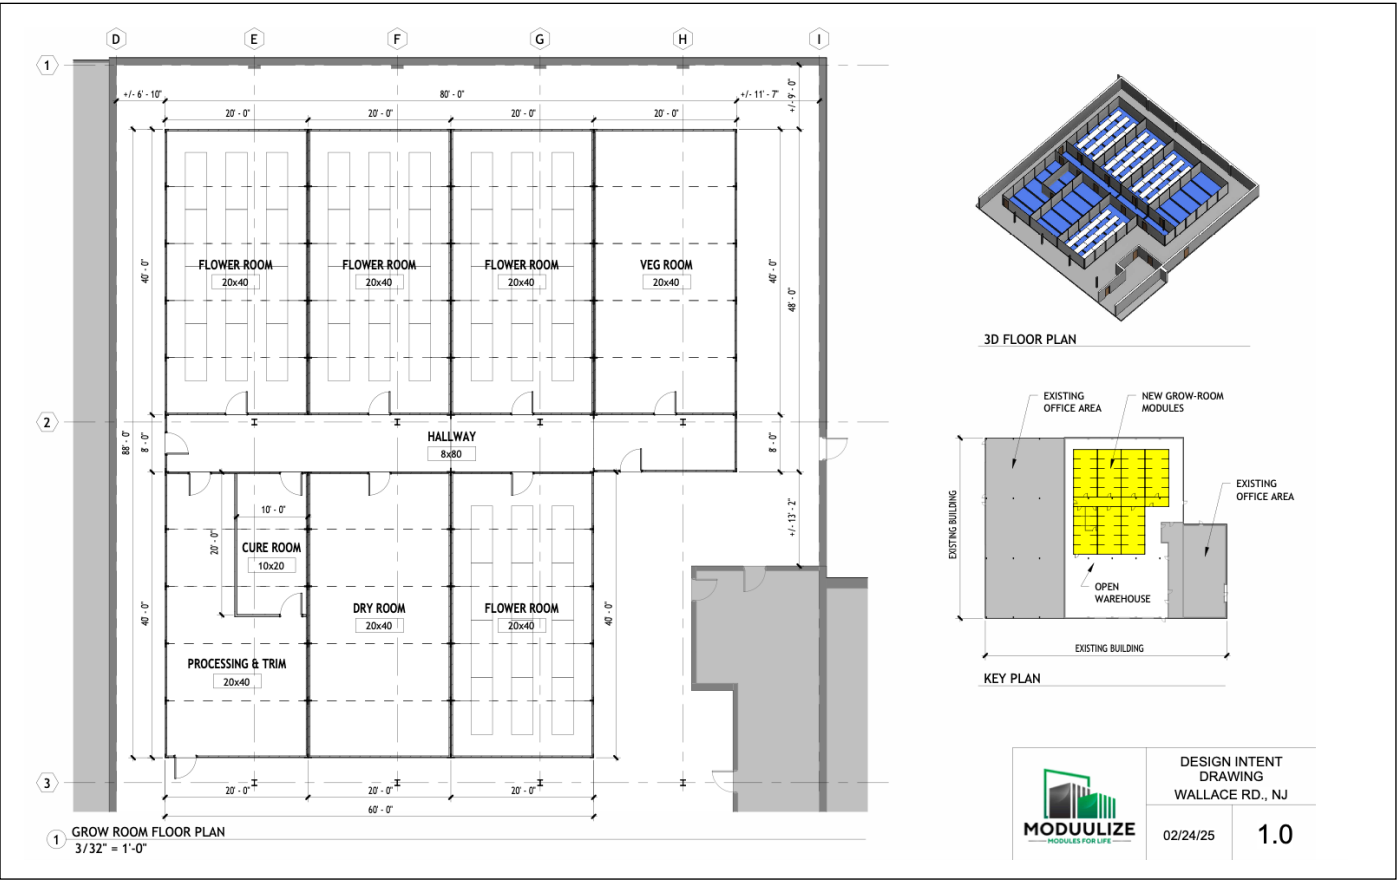 D
E
F
G
H
I
1
+/- 6' - 10"
80' - 0"
+/- 11' - 7"
+/- 9' - 0"
20' - 0"
20' - 0"
20' - 0"
20' - 0"
FLOWER ROOM
20x40
FLOWER ROOM
20x40
FLOWER ROOM
20x40
VEG ROOM
20x40
40' - 0"
40' - 0"
48' - 0"
2
88' - 0"
8' - 0"
HALLWAY
8x80
8' - 0"
+/- 13' - 2"
10' - 0"
20' - 0"
CURE ROOM
10x20
40' - 0"
DRY ROOM
20x40
FLOWER ROOM
20x40
40' - 0"
PROCESSING & TRIM
20x40
3
20' - 0"
20' - 0"
20' - 0"
60' - 0"
1
GROW ROOM FLOOR PLAN
3/32" = 1'-0"
3D FLOOR PLAN
EXISTING
OFFICE AREA
NEW GROW-ROOM
MODULES
EXISTING
OFFICE AREA
EXISTING BUILDING
OPEN
WAREHOUSE
EXISTING BUILDING
KEY PLAN
MODUULIZE
MODULES FOR LIFE
DESIGN INTENT
DRAWING
WALLACE RD., NJ
02/24/25
1.0